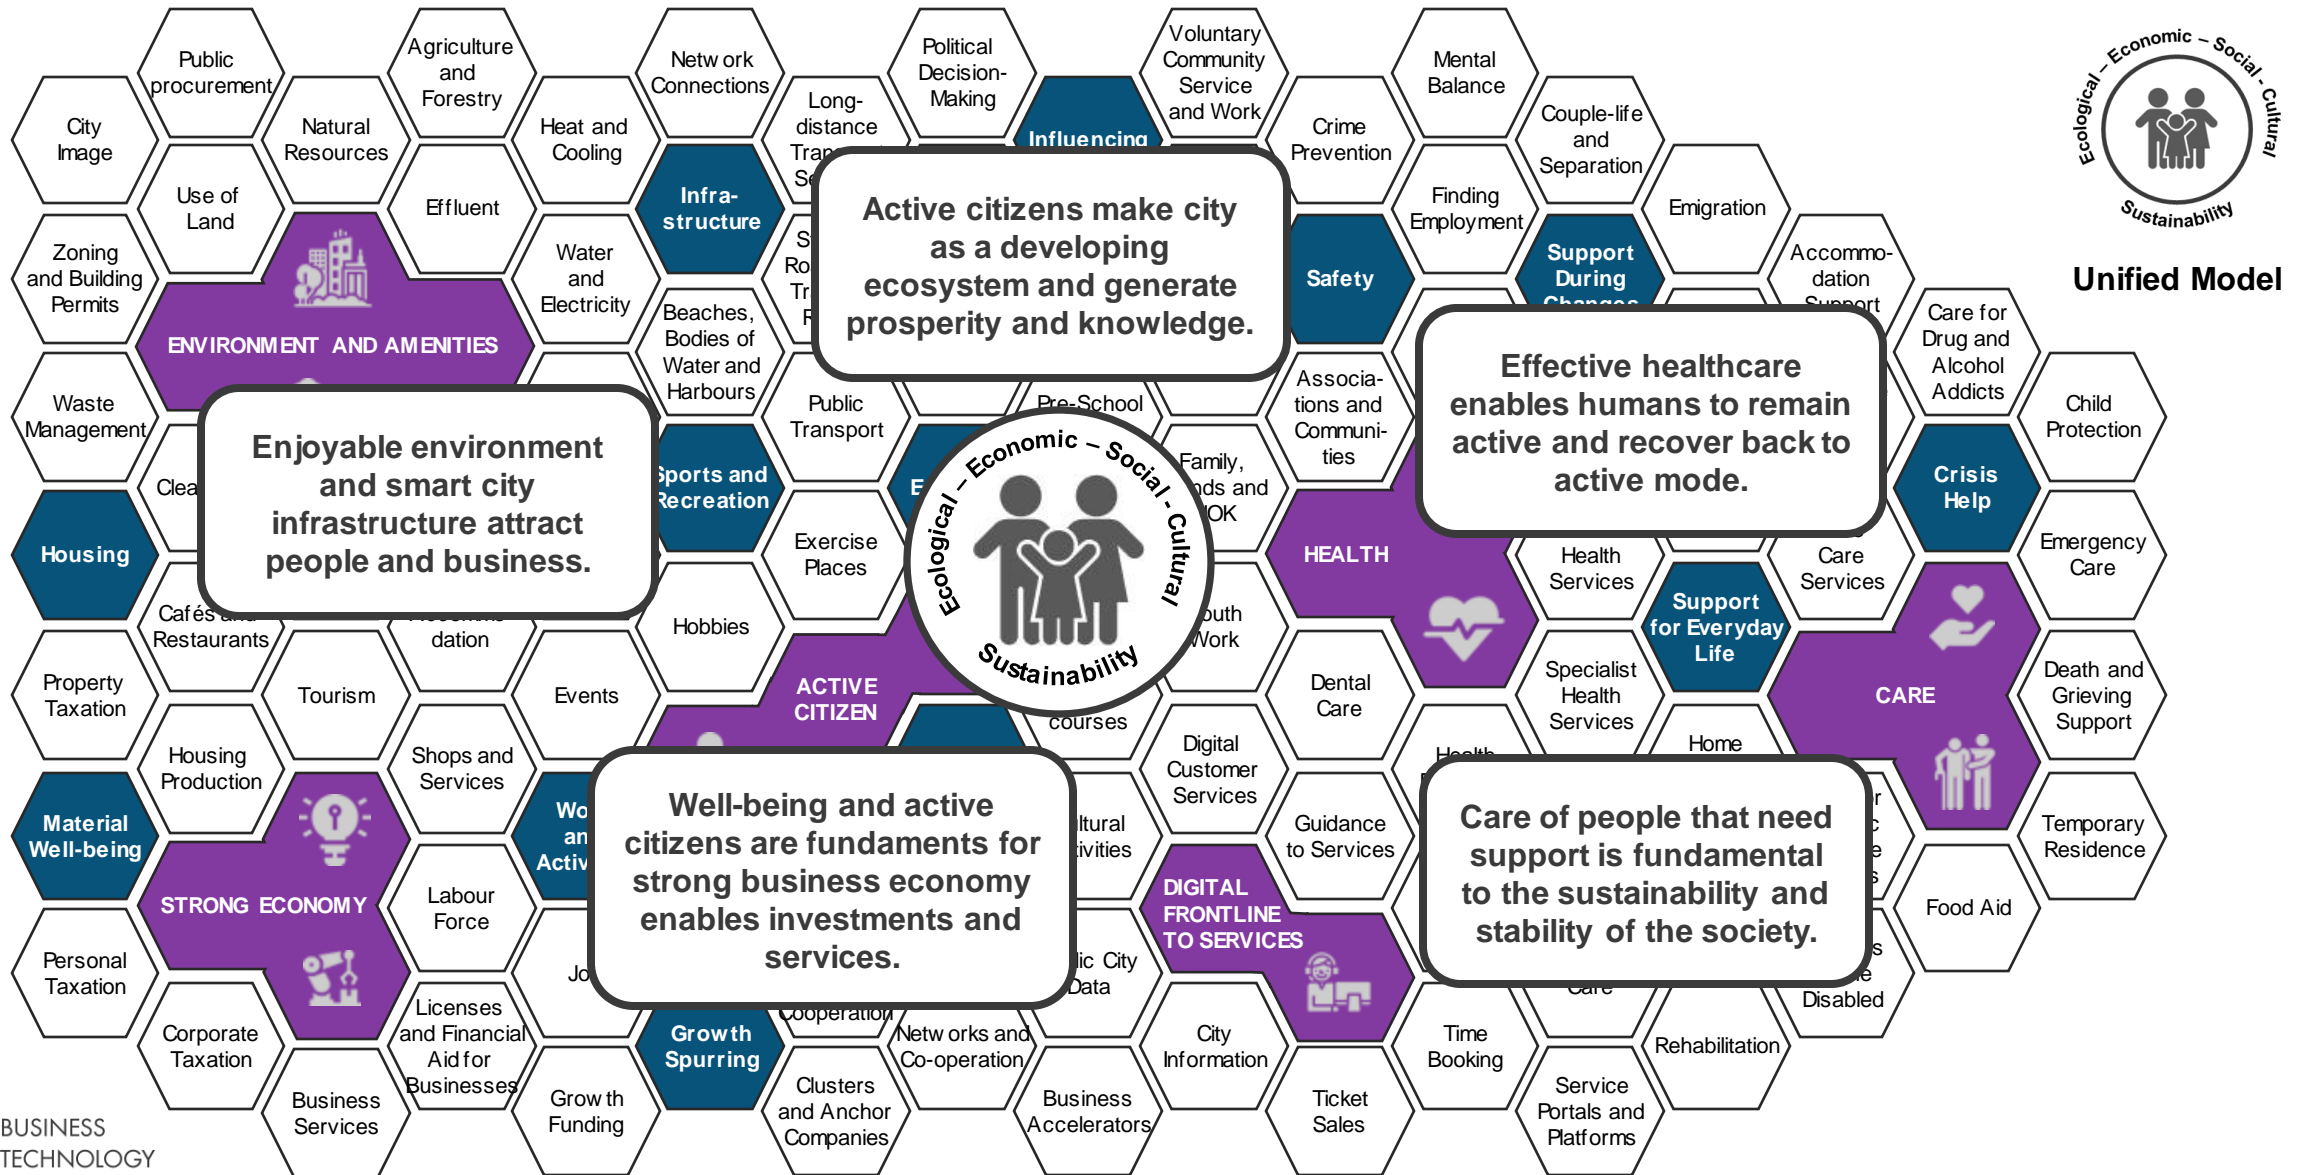 Public
procurement
Agriculture
and
Forestry
Network
Connections
Political
Decision-
Making
Voluntary
Community
Service
and Work
Mental
Balance
City
Image
Natural
Resources
Heat and
Cooling
Long-
distance
Influencing
Crime
Prevention
Couple-life
and
Separation
Use of
Land
Effluent
Infra-
structure
Finding
Employment
Emigration
Zoning
and Building
Permits
Water
and
Electricity
Safety
Support
During
Changes
Accommo-
dation
Support
ENVIRONMENT AND AMENITIES
Beaches,
Bodies of
Water and
Harbours
Care for
Drug and
Alcohol
Addicts
Waste
Management
Public
Transport
Pre-School
Associa-
tions and
Communi-
ties
Child
Protection
Active citizens make city
as a developing
ecosystem and generate
prosperity and knowledge.
Effective healthcare
enables humans to remain
active and recover back to
active mode.
Enjoyable environment
and smart city
infrastructure attract
people and business.
Sports and
Recreation
Family,
and
Crisis
Help
Housing
Exercise
Places
HEALTH
Health
Services
Care
Services
Emergency
Care
Ecological – Economic – Social - Cultural
Sustainability
Cafés and
Restaurants
dation
Hobbies
Work
Support
for Everyday
Life
Property
Taxation
Tourism
Events
ACTIVE
CITIZEN
courses
Dental
Care
Specialist
Health
Services
CARE
Death and
Grieving
Support
Housing
Production
Shops and
Services
Digital
Customer
Services
Health
Home
Material
Well-being
Guidance
to Services
Temporary
Residence
Well-being and active
citizens are fundaments for
strong business economy
enables investments and
services.
Care of people that need
support is fundamental
to the sustainability and
stability of the society.
STRONG ECONOMY
Labour
Force
DIGITAL
FRONTLINE
TO SERVICES
Food Aid
Personal
Taxation
City
Data
Care
Disabled
Corporate
Taxation
Licenses
and Financial
Aid for
Businesses
Growth
Spurring
Cooperation
Networks and
Co-operation
City
Information
Time
Booking
Rehabilitation
Business
Services
Growth
Funding
Clusters
and Anchor
Companies
Business
Accelerators
Ticket
Sales
Service
Portals and
Platforms
Ecological – Economic – Social - Cultural
Sustainability
Unified Model
BUSINESS
TECHNOLOGY